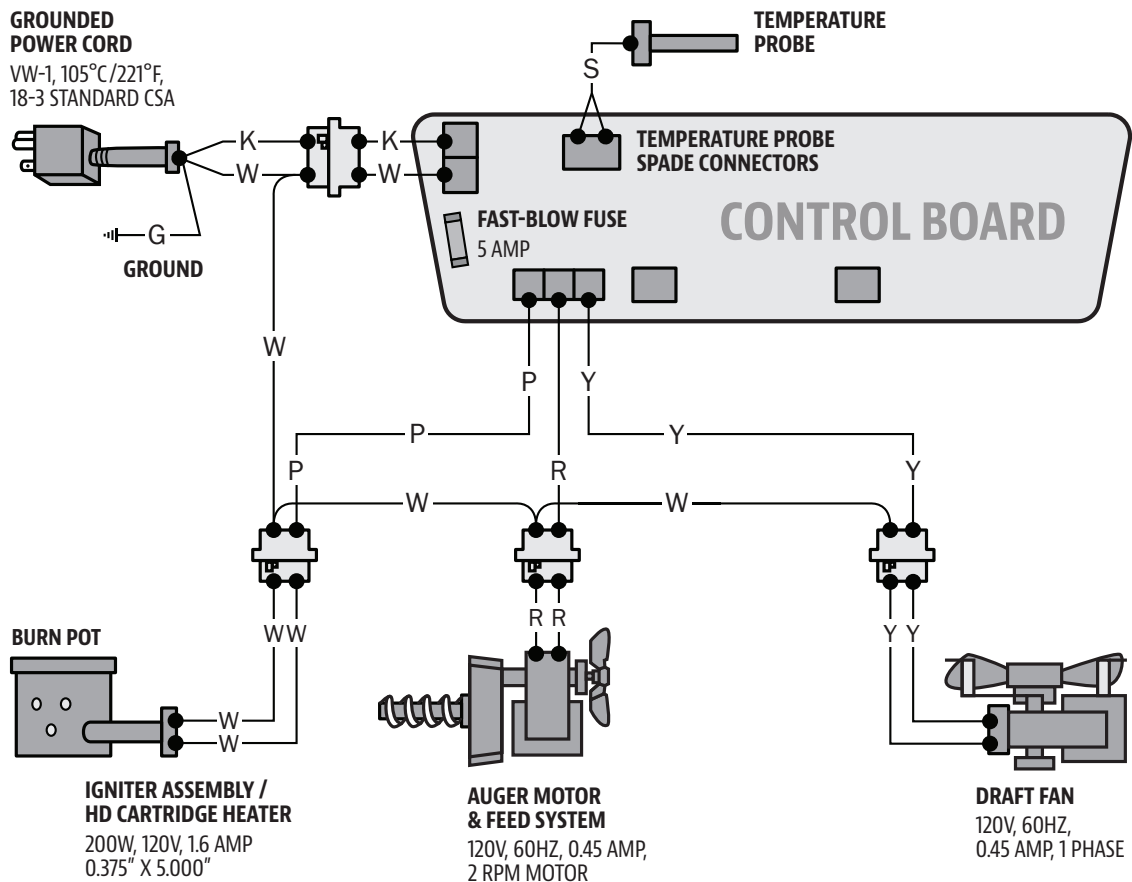 GROUNDED
POWER CORD
VW-1, 105°C/221°F,
18-3 STANDARD CSA
TEMPERATURE
PROBE
S
K
K
W
W
TEMPERATURE PROBE
SPADE CONNECTORS
CONTROL BOARD
FAST-BLOW FUSE
5 AMP
G
GROUND
W
P
Y
P
Y
P
R
Y
W
W
W W
R R
Y Y
BURN POT
W
W
IGNITER ASSEMBLY /
HD CARTRIDGE HEATER
200W, 120V, 1.6 AMP
0.375" X 5.000"
AUGER MOTOR
& FEED SYSTEM
120V, 60HZ, 0.45 AMP,
2 RPM MOTOR
DRAFT FAN
120V, 60HZ,
0.45 AMP, 1 PHASE